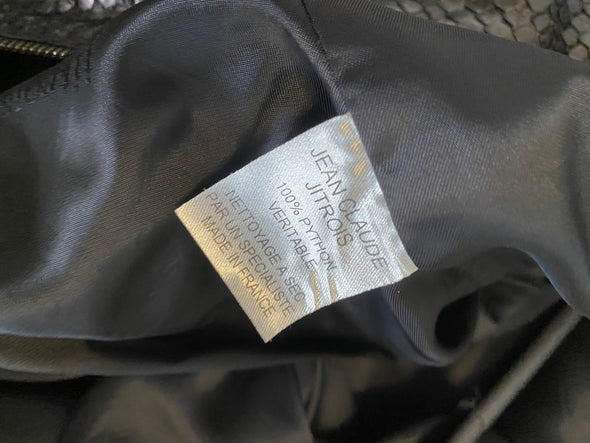 JEAN CLAUDE
JITROIS
100% PYTHON
VERITABLE
NETTOYAGE A SEC
PAR UN SPECIALISTE
MADE IN FRANCE